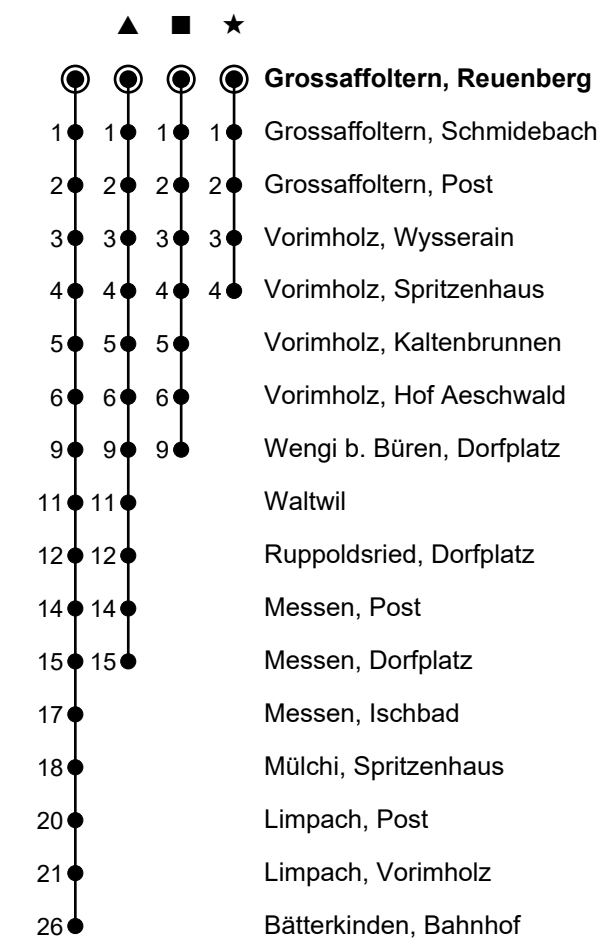 ▲ ■ ★
Grossaffoltern, Reuenberg
1 1 1 1 Grossaffoltern, Schmidebach
2 2 2 2 Grossaffoltern, Post
3 3 3 3 Vorimholz, Wysserain
4 4 4 4 Vorimholz, Spritzenhaus
5 5 5 Vorimholz, Kaltenbrunnen
6 6 6 Vorimholz, Hof Aeschwald
9 9 9 Wengi b. Büren, Dorfplatz
11 11 Waltwil
12 12 Ruppoldsried, Dorfplatz
14 14 Messen, Post
15 15 Messen, Dorfplatz
17 Messen, Ischbad
18 Mülchi, Spritzenhaus
20 Limpach, Post
21 Limpach, Vorimholz
26 Bätterkinden, Bahnhof